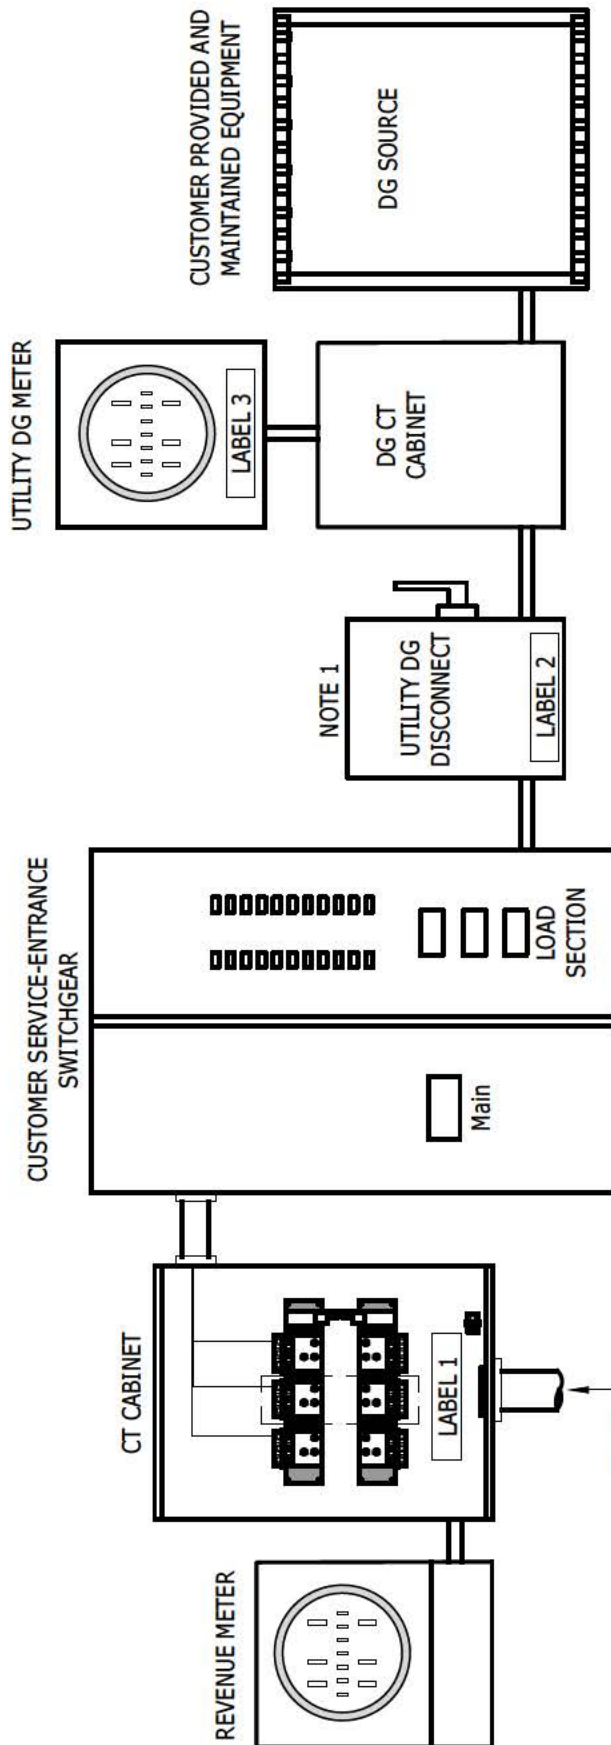 REVENUE METER
CT CABINET
LABEL 1
CUSTOMER SERVICE-ENTRANCE
SWITCHGEAR
Main
LOAD
SECTION
NOTE 1
UTILITY DG
DISCONNECT
LABEL 2
UTILITY DG METER
LABEL 3
DG CT
CABINET
CUSTOMER PROVIDED AND
MAINTAINED EQUIPMENT
DG SOURCE